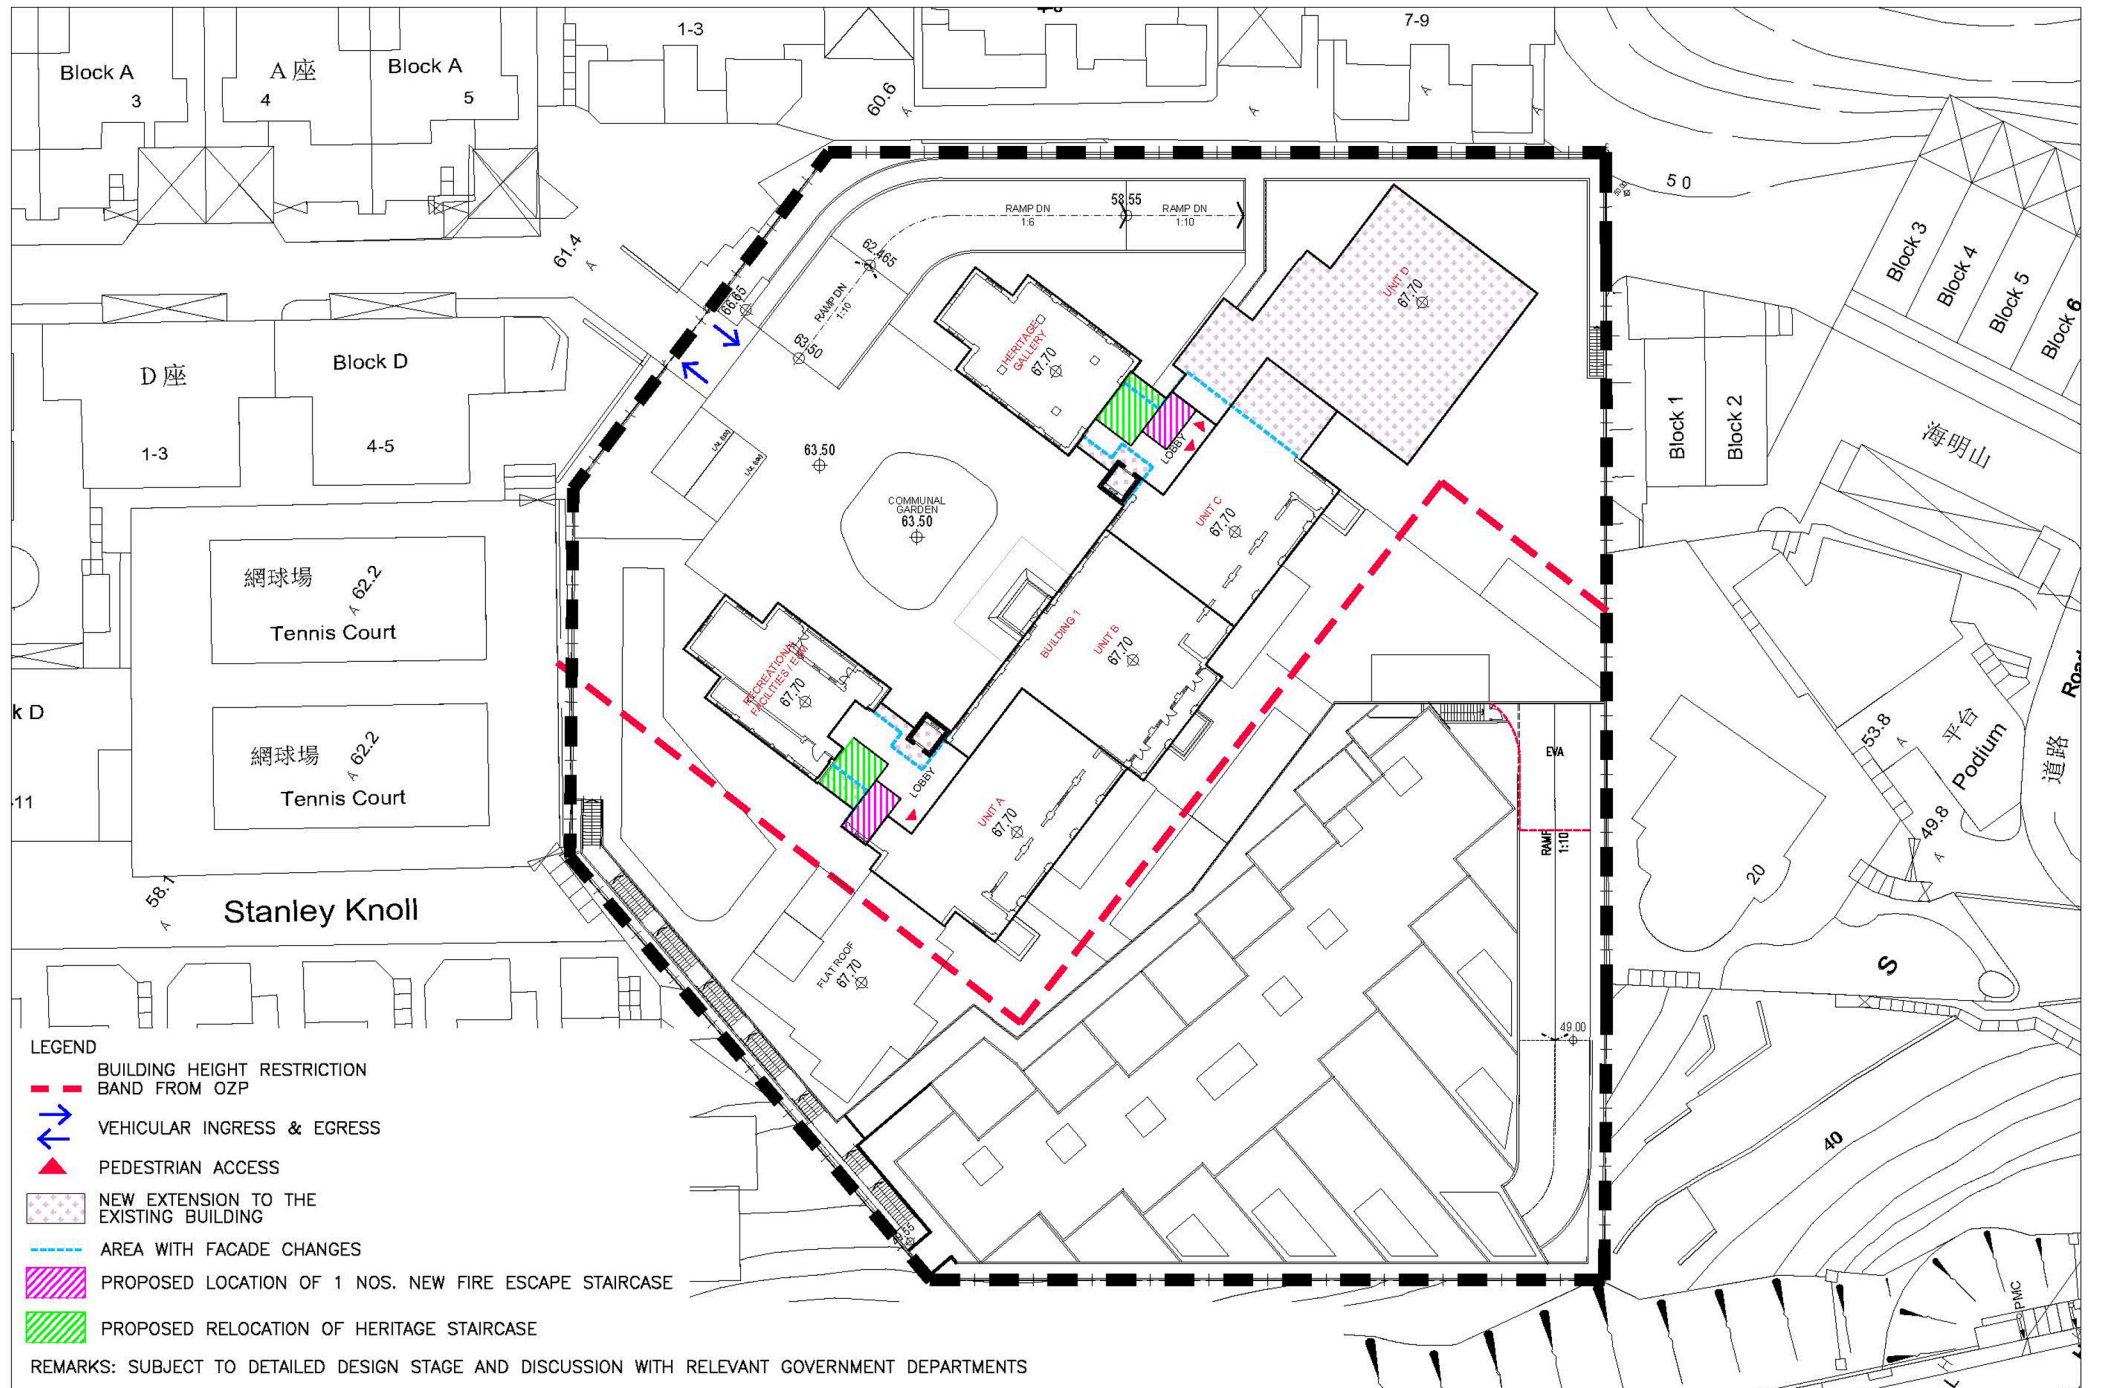 1-3
7-9
Block A
A座
Block A
3
4
5
60.6
50
61.4
RAMP DN
1:6
58.55
RAMP DN
1:10
62.465
RAMP DN
1:10
66.65
63.50
UNIT D
67.70
HERITAGE
GALLERY
67.70
Block 3
Block 4
Block 5
Block 6
D座
Block D
1-3
4-5
Block 1
Block 2
海明山
LOBBY
63.50
COMMUNAL
GARDEN
63.50
UNIT C
67.70
網球場
62.2
Tennis Court
BUILDING 1
UNIT B
67.70
RECREATIONAL
FACILITIES / E&M
67.70
k D
網球場
62.2
Tennis Court
-11
LOBBY
UNIT A
67.70
EVA
RAMP
1:10
53.8
平台
Podium
道路
Road
49.8
20
58.1
Stanley Knoll
FLAT ROOF
67.70
S
49.00
40
PMC
LEGEND
BUILDING HEIGHT RESTRICTION
BAND FROM OZP
VEHICULAR INGRESS & EGRESS
PEDESTRIAN ACCESS
NEW EXTENSION TO THE
EXISTING BUILDING
AREA WITH FACADE CHANGES
PROPOSED LOCATION OF 1 NOS. NEW FIRE ESCAPE STAIRCASE
PROPOSED RELOCATION OF HERITAGE STAIRCASE
REMARKS: SUBJECT TO DETAILED DESIGN STAGE AND DISCUSSION WITH RELEVANT GOVERNMENT DEPARTMENTS